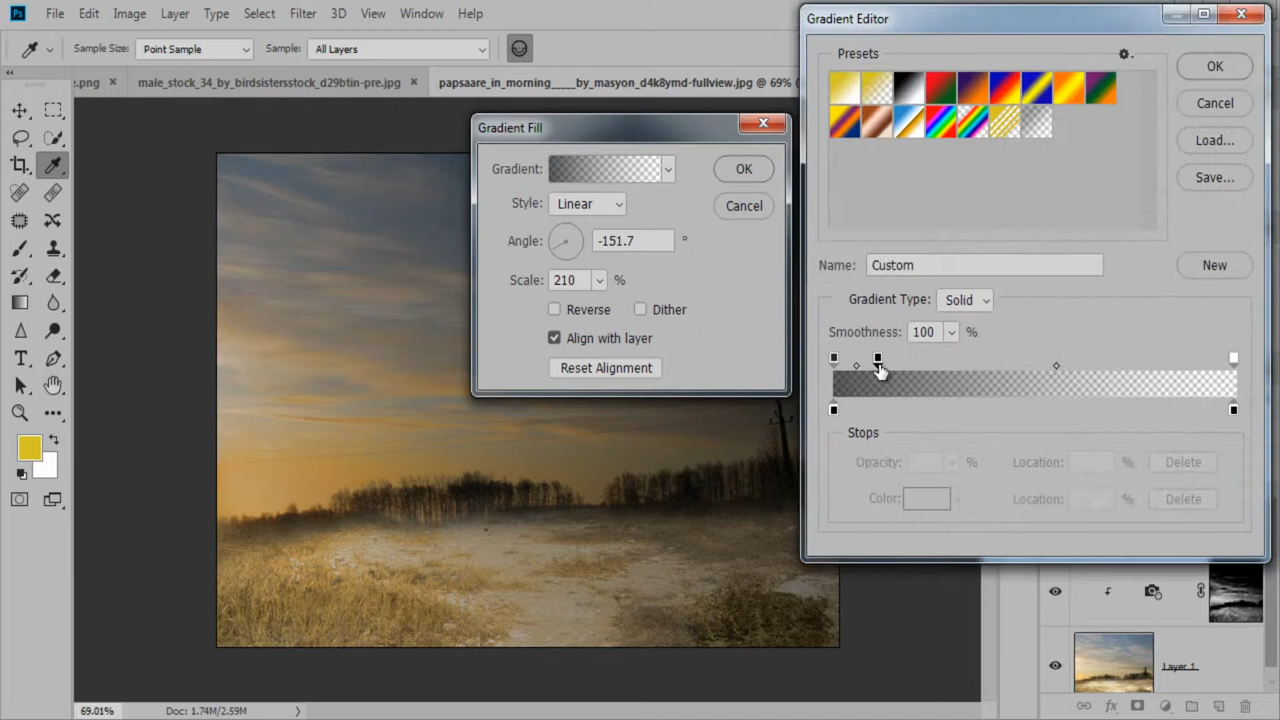 Ps File Edit Image Layer Type Select Filter 3D View Window Help
Gradient Editor
Sample Size: Point Sample Sample: All Layers
e.png × male_stock_34_by_birdsistersstock_d29btin-pre.jpg × papsaare_in_morning____by_masyon_d4k8ymd-fullview.jpg @ 69% (
Presets
OK
Cancel
Load...
Save...
Gradient Fill
Gradient:
OK
Style: Linear
Cancel
Angle: -151.7 °
Scale: 210 %
Reverse Dither
Align with layer
Reset Alignment
Name: Custom
New
Gradient Type: Solid
Smoothness: 100 %
Stops
Opacity: % Location: % Delete
Color: Location: % Delete
Layer 1
69.01% Doc: 1.74M/2.59M
fx